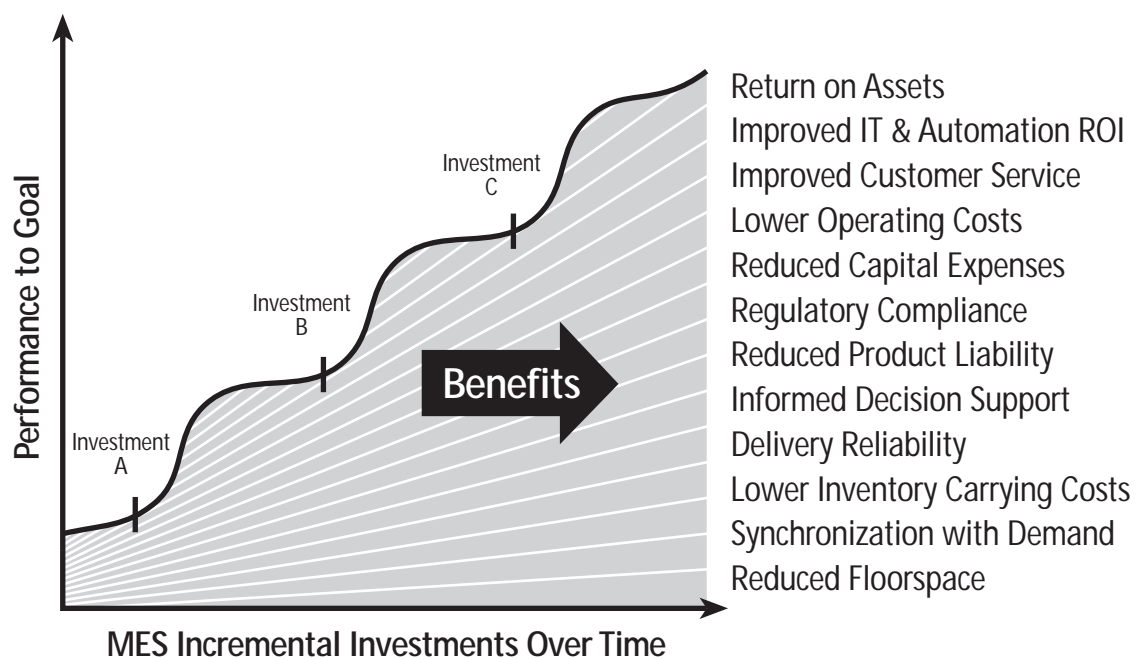 Performance to Goal
Investment
A
Investment
B
Investment
C
Benefits
Return on Assets
Improved IT & Automation ROI
Improved Customer Service
Lower Operating Costs
Reduced Capital Expenses
Regulatory Compliance
Reduced Product Liability
Informed Decision Support
Delivery Reliability
Lower Inventory Carrying Costs
Synchronization with Demand
Reduced Floorspace
MES Incremental Investments Over Time